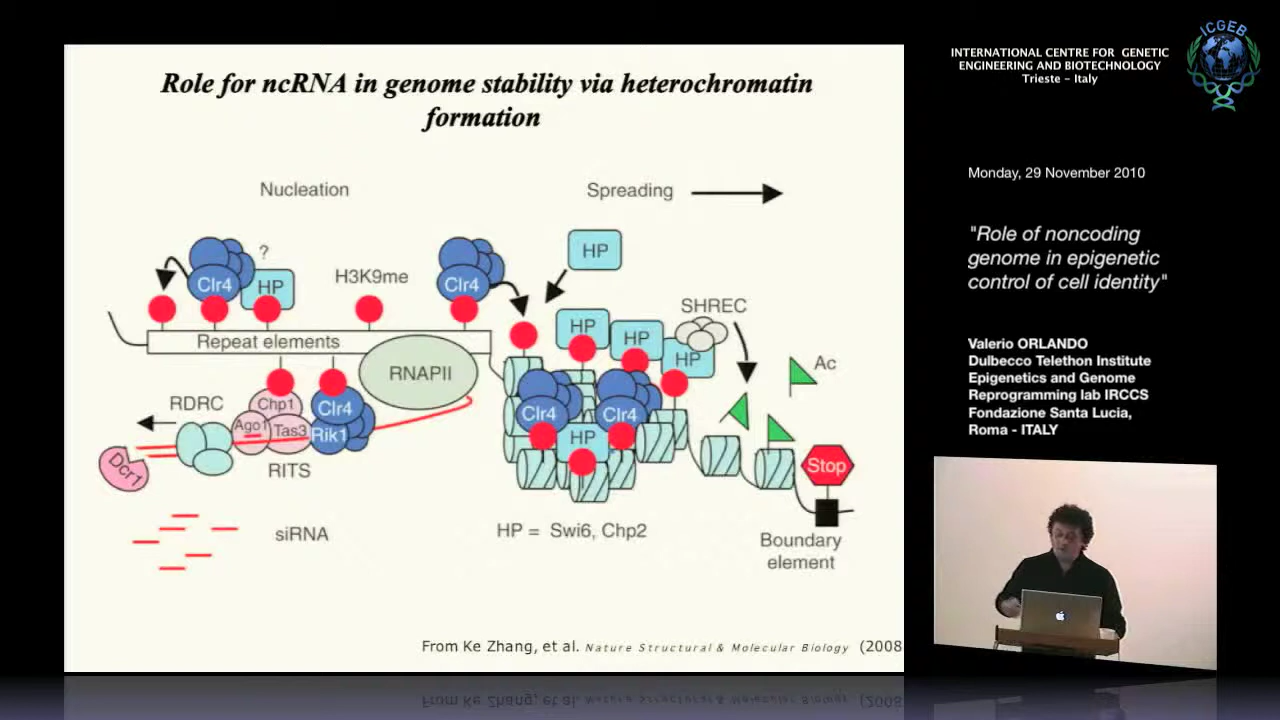 Role for ncRNA in genome stability via heterochromatin
formation
Nucleation
Spreading
?
Clr4
HP
H3K9me
Clr4
HP
SHREC
HP
HP
HP
Ac
Repeat elements
RNAPII
RDRC
Chp1
Ago1
Tas3
Clr4
Rik1
Clr4
Clr4
HP
Dcr1
RITS
Stop
siRNA
HP = Swi6, Chp2
Boundary
element
From Ke Zhang, et al. Nature Structural & Molecular Biology (2008
INTERNATIONAL CENTRE FOR GENETIC
ENGINEERING AND BIOTECHNOLOGY
Trieste - Italy
ICGEB
Monday, 29 November 2010
"Role of noncoding
genome in epigenetic
control of cell identity"
Valerio ORLANDO
Dulbecco Telethon Institute
Epigenetics and Genome
Reprogramming lab IRCCS
Fondazione Santa Lucia,
Roma - ITALY